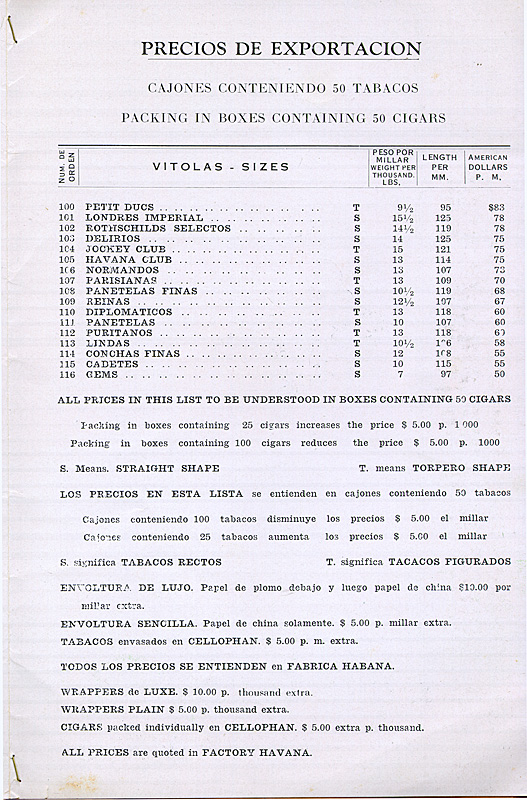 PRECIOS DE EXPORTACION
CAJONES CONTENIENDO 50 TABACOS
PACKING IN BOXES CONTAINING 50 CIGARS
NUM. DE ORDEN VITOLAS - SIZES PESO POR MILLAR WEIGHT PER THOUSAND. LBS. LENGTH PER MM. AMERICAN DOLLARS P. M.
100 PETIT DUCS T 9½ 95 $83
101 LONDRES IMPERIAL S 15½ 125 78
102 ROTHSCHILDS SELECTOS S 14½ 119 78
103 DELIRIOS S 14 125 75
104 JOCKEY CLUB T 15 121 75
105 HAVANA CLUB S 13 114 75
106 NORMANDOS S 13 107 73
107 PARISIANAS T 13 109 70
108 PANETELAS FINAS S 10½ 119 68
109 REINAS S 12½ 107 67
110 DIPLOMATICOS T 13 118 60
111 PANETELAS S 10 107 60
112 PURITANOS T 13 118 60
113 LINDAS T 10½ 58
114 CONCHAS FINAS S 12 108 55
115 CADETES S 10 115 55
116 GEMS S 7 97 50
ALL PRICES IN THIS LIST TO BE UNDERSTOOD IN BOXES CONTAINING 50 CIGARS
Packing in boxes containing 25 cigars increases the price $ 5.00 p. 1000
Packing in boxes containing 100 cigars reduces the price $ 5.00 p. 1000
S. Means. STRAIGHT SHAPE T. means TORPERO SHAPE
LOS PRECIOS EN ESTA LISTA se entienden en cajones conteniendo 50 tabacos
Cajones conteniendo 100 tabacos disminuye los precios $ 5.00 el millar
Cajones conteniendo 25 tabacos aumenta los precios $ 5.00 el millar
S. significa TABACOS RECTOS T. significa TACACOS FIGURADOS
ENVOLTURA DE LUJO. Papel de plomo debajo y luego papel de china $10.00 por
millar extra.
ENVOLTURA SENCILLA. Papel de china solamente. $ 5.00 millar extra.
TABACOS envasados en CELLOPHAN. $ 5.00 p. m. extra.
TODOS LOS PRECIOS SE ENTIENDEN en FABRICA HABANA.
WRAPPERS de LUXE. $ 10.00 p. thousand extra.
WRAPPERS PLAIN $ 5.00 p. thousand extra.
CIGARS packed individually en CELLOPHAN. $ 5.00 extra p. thousand.
ALL PRICES are quoted in FACTORY HAVANA.